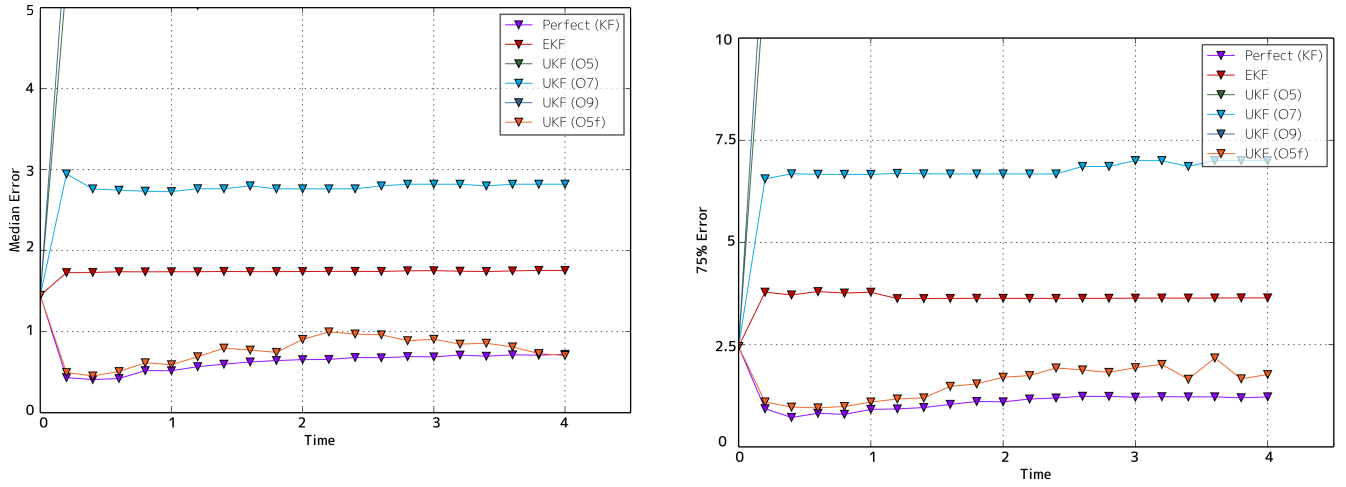 5
4
3
2
1
0
Median Error
0
1
2
3
4
Time
Perfect (KF)
EKF
UKF (O5)
UKF (O7)
UKF (O9)
UKF (O5f)
10
7.5
5
2.5
0
75% Error
0
1
2
3
4
Time
Perfect (KF)
EKF
UKF (O5)
UKF (O7)
UKF (O9)
UKF (O5f)